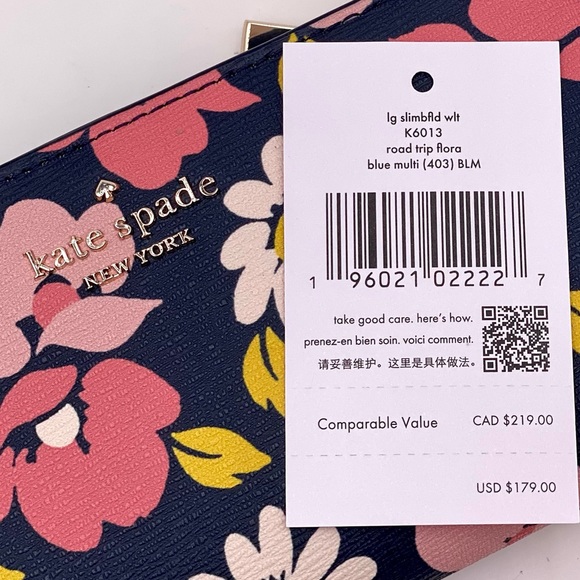 kate spade
NEW YORK
lg slimbfld wlt
K6013
road trip flora
blue multi (403) BLM
1 96021 02222 7
take good care. here's how.
prenez-en bien soin. voici comment.
请妥善维护。这里是具体做法。
Comparable Value CAD $219.00
USD $179.00